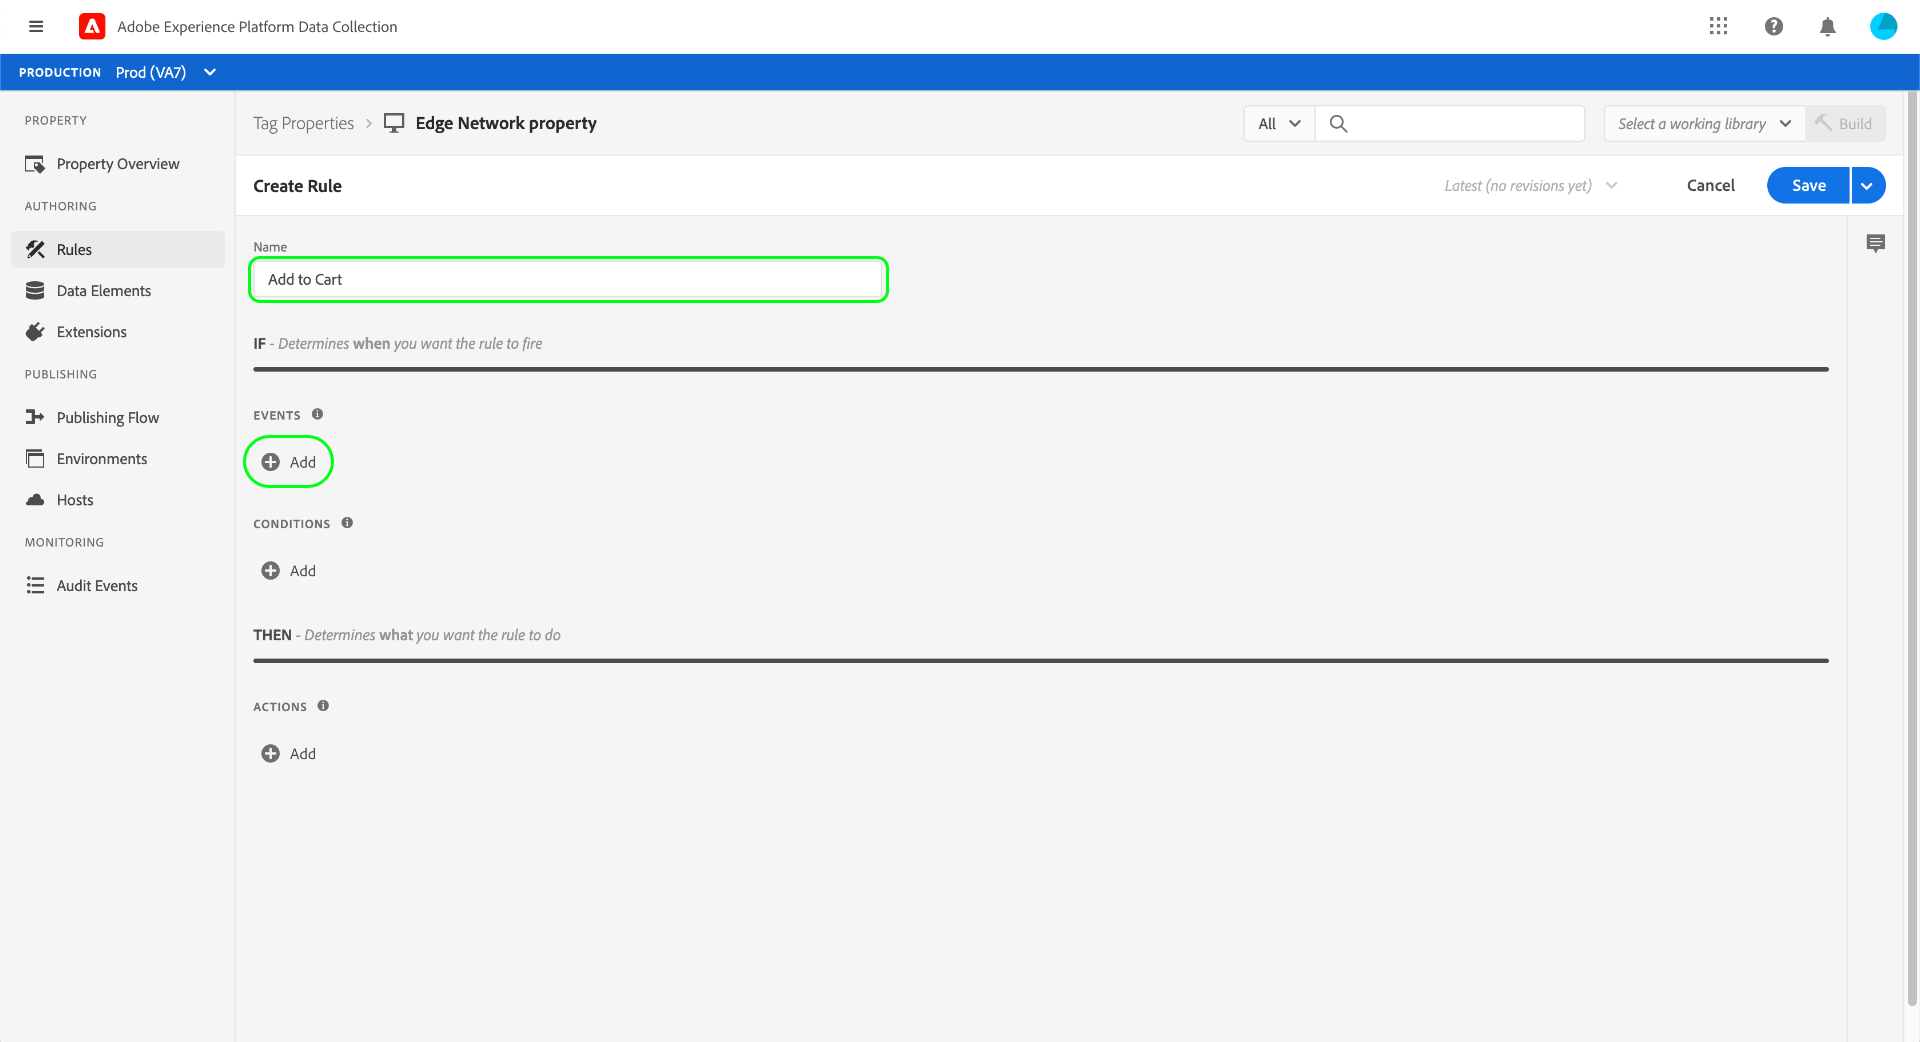 Adobe Experience Platform Data Collection
PRODUCTION Prod (VA7)
PROPERTY
Property Overview
AUTHORING
Rules
Data Elements
Extensions
PUBLISHING
Publishing Flow
Environments
Hosts
MONITORING
Audit Events
Tag Properties > Edge Network property
All
Select a working library
Build
Create Rule
Latest (no revisions yet)
Cancel
Save
Name
Add to Cart
IF - Determines when you want the rule to fire
EVENTS
Add
CONDITIONS
Add
THEN - Determines what you want the rule to do
ACTIONS
Add